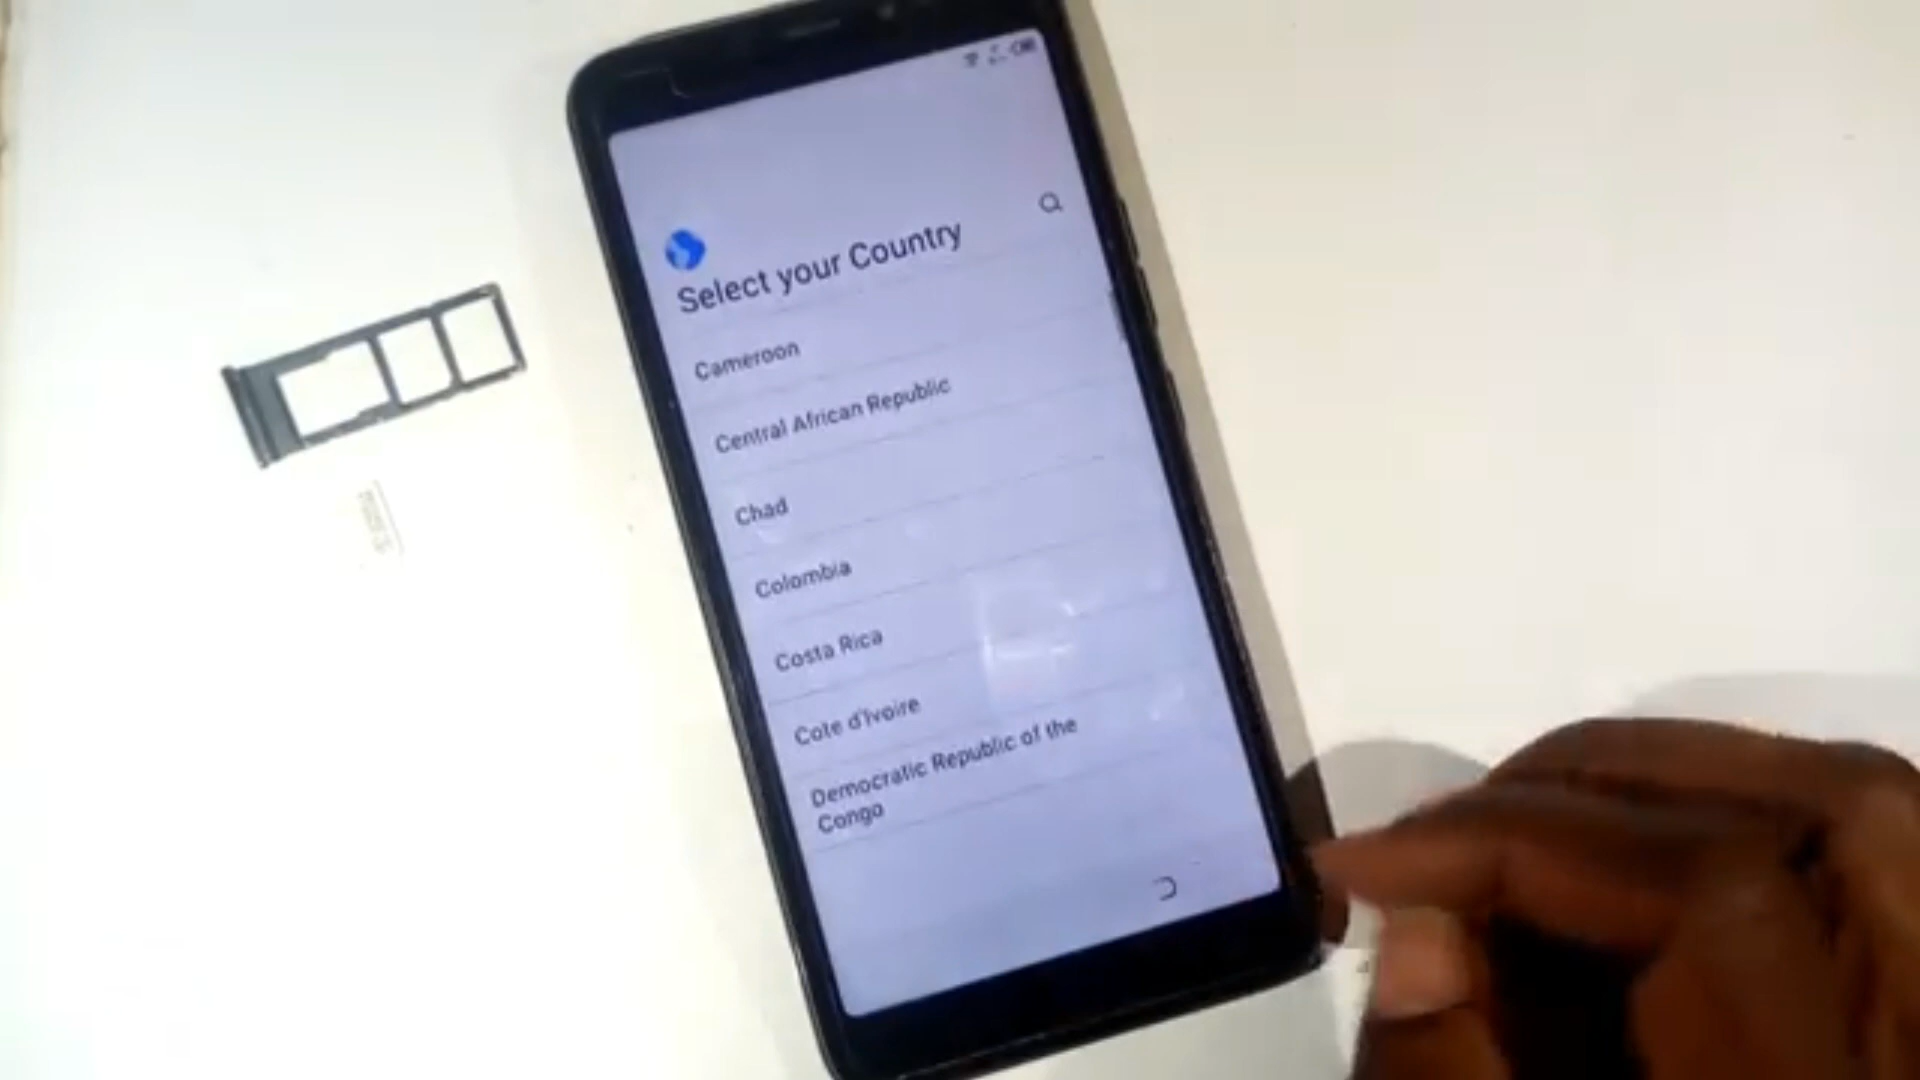 Select your Country
Cameroon
Central African Republic
Chad
Colombia
Costa Rica
Cote d'Ivoire
Democratic Republic of the
Congo